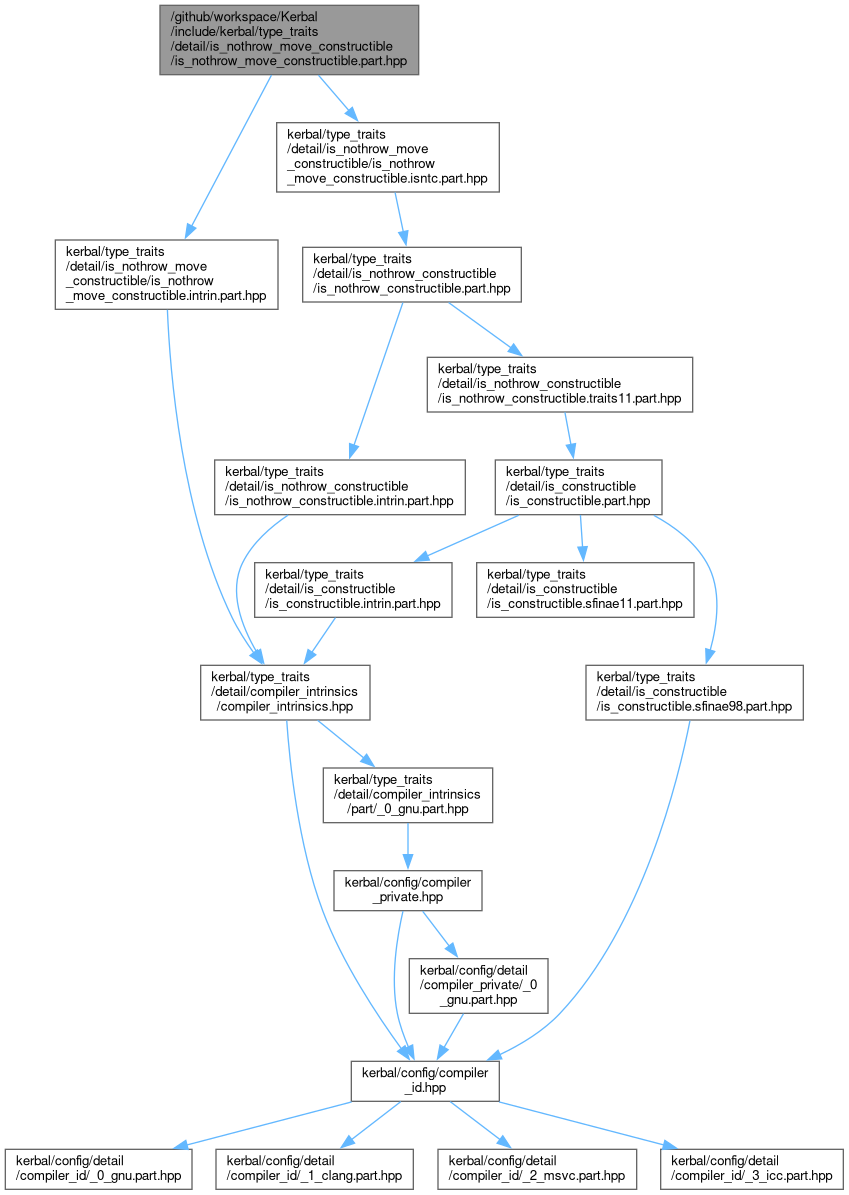 /github/workspace/Kerbal
/include/kerbal/type_traits
/detail/is_nothrow_move_constructible
/is_nothrow_move_constructible.part.hpp
kerbal/type_traits
/detail/is_nothrow_move
_constructible/is_nothrow
_move_constructible.isntc.part.hpp
kerbal/type_traits
/detail/is_nothrow_move
_constructible/is_nothrow
_move_constructible.intrin.part.hpp
kerbal/type_traits
/detail/is_nothrow_constructible
/is_nothrow_constructible.part.hpp
kerbal/type_traits
/detail/is_nothrow_constructible
/is_nothrow_constructible.traits11.part.hpp
kerbal/type_traits
/detail/is_nothrow_constructible
/is_nothrow_constructible.intrin.part.hpp
kerbal/type_traits
/detail/is_constructible
/is_constructible.part.hpp
kerbal/type_traits
/detail/is_constructible
/is_constructible.intrin.part.hpp
kerbal/type_traits
/detail/is_constructible
/is_constructible.sfinae11.part.hpp
kerbal/type_traits
/detail/compiler_intrinsics
/compiler_intrinsics.hpp
kerbal/type_traits
/detail/is_constructible
/is_constructible.sfinae98.part.hpp
kerbal/type_traits
/detail/compiler_intrinsics
/part/_0_gnu.part.hpp
kerbal/config/compiler
_private.hpp
kerbal/config/detail
/compiler_private/_0
_gnu.part.hpp
kerbal/config/compiler
_id.hpp
kerbal/config/detail
/compiler_id/_0_gnu.part.hpp
kerbal/config/detail
/compiler_id/_1_clang.part.hpp
kerbal/config/detail
/compiler_id/_2_msvc.part.hpp
kerbal/config/detail
/compiler_id/_3_icc.part.hpp